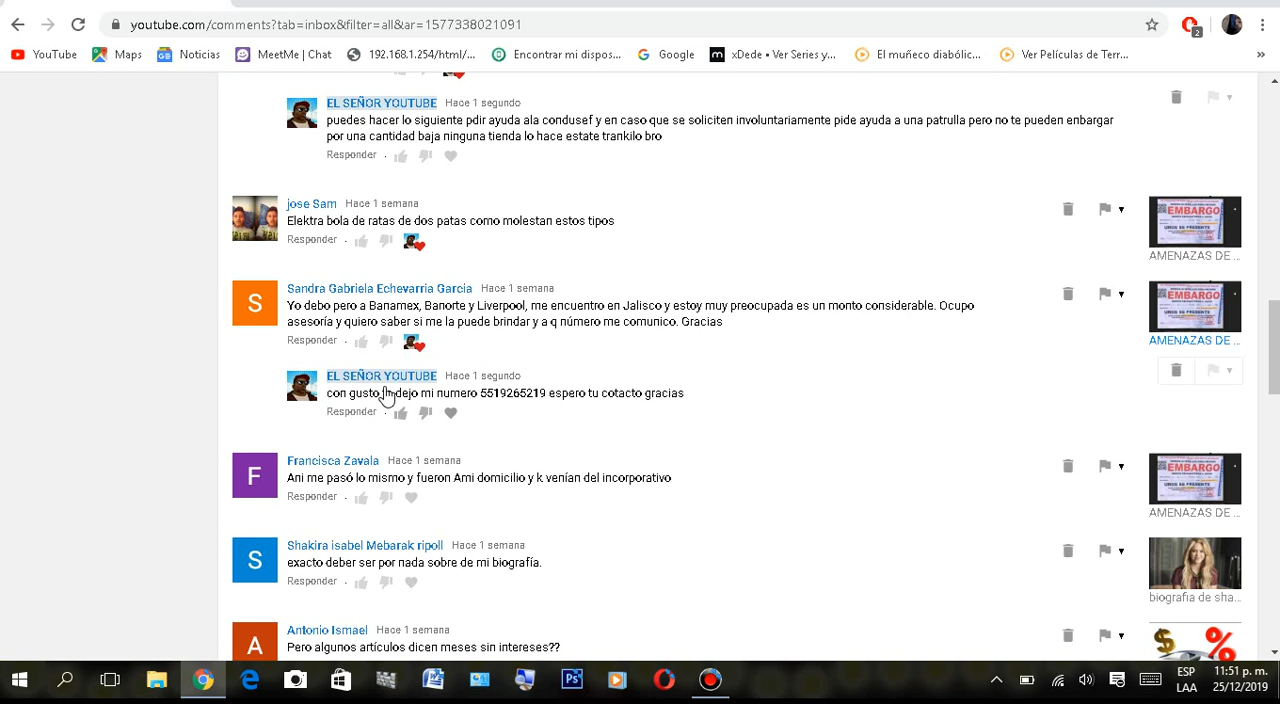 youtube.com/comments?tab=inbox&filter=all&ar=1577338021091
2
YouTube Maps Noticias MeetMe | Chat 192.168.1.254/html/... Encontrar mi dispos... Google xDede • Ver Series y... El muñeco diabólic... Ver Películas de Terr... »
EL SEÑOR YOUTUBE Hace 1 segundo
puedes hacer lo siguiente pdir ayuda ala condusef y en caso que se soliciten involuntariamente pide ayuda a una patrulla pero no te pueden enbargar
por una cantidad baja ninguna tienda lo hace estate trankilo bro
Responder
jose Sam Hace 1 semana
Elektra bola de ratas de dos patas bien molestan estos tipos
Responder
EMBARGO
AMENAZAS DE ...
S
Sandra Gabriela Echevarria Garcia Hace 1 semana
Yo debo pero a Banamex, Banorte,
me encuentro en Jalisco y estoy muy preocupada es un monto considerable..Ocupo
asesoría y quiero saber si me la puede brindar y a q número me comunico. Gracias
Responder
EMBARGO
AMENAZAS DE ...
EL SEÑOR YOUTUBE Hace 1 segundo
con gusto dejo mi numero 5519265219 espero tu cotacto gracias
Responder
F
Francisca Zavala Hace 1 semana
Ami me pasó lo mismo y fueron Ami domicilio y k venían del incorporativo
Responder
EMBARGO
UNOS SE PRESENTE
AMENAZAS DE ...
S
Shakira isabel Mebarak ripoll Hace 1 semana
exacto deber ser por nada sobre de mi biografía.
Responder
biografia de sha...
A
Antonio Ismael Hace 1 semana
Pero algunos artículos dicen meses sin intereses??
$ %
ESP
LAA
11:51 p. m.
25/12/2019